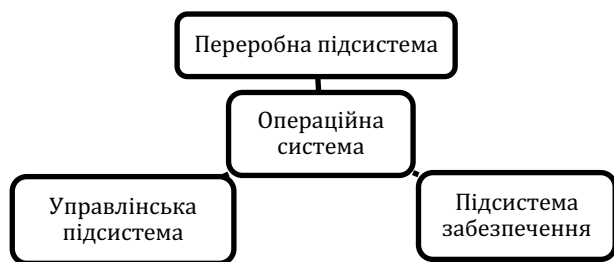 Переробна підсистема
Операційна
система
Управлінська
підсистема
Підсистема
забезпечення